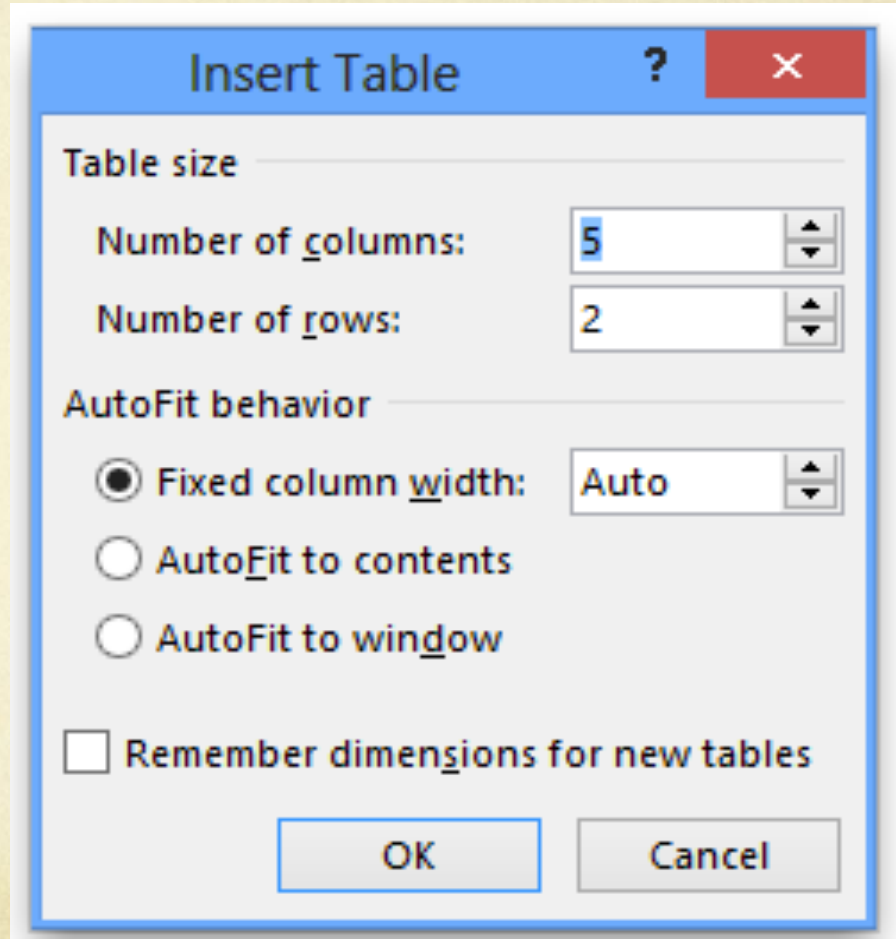 Insert Table ? ×
Table size
Number of columns: 5
Number of rows: 2
AutoFit behavior
Fixed column width: Auto
AutoFit to contents
AutoFit to window
Remember dimensions for new tables
OK Cancel